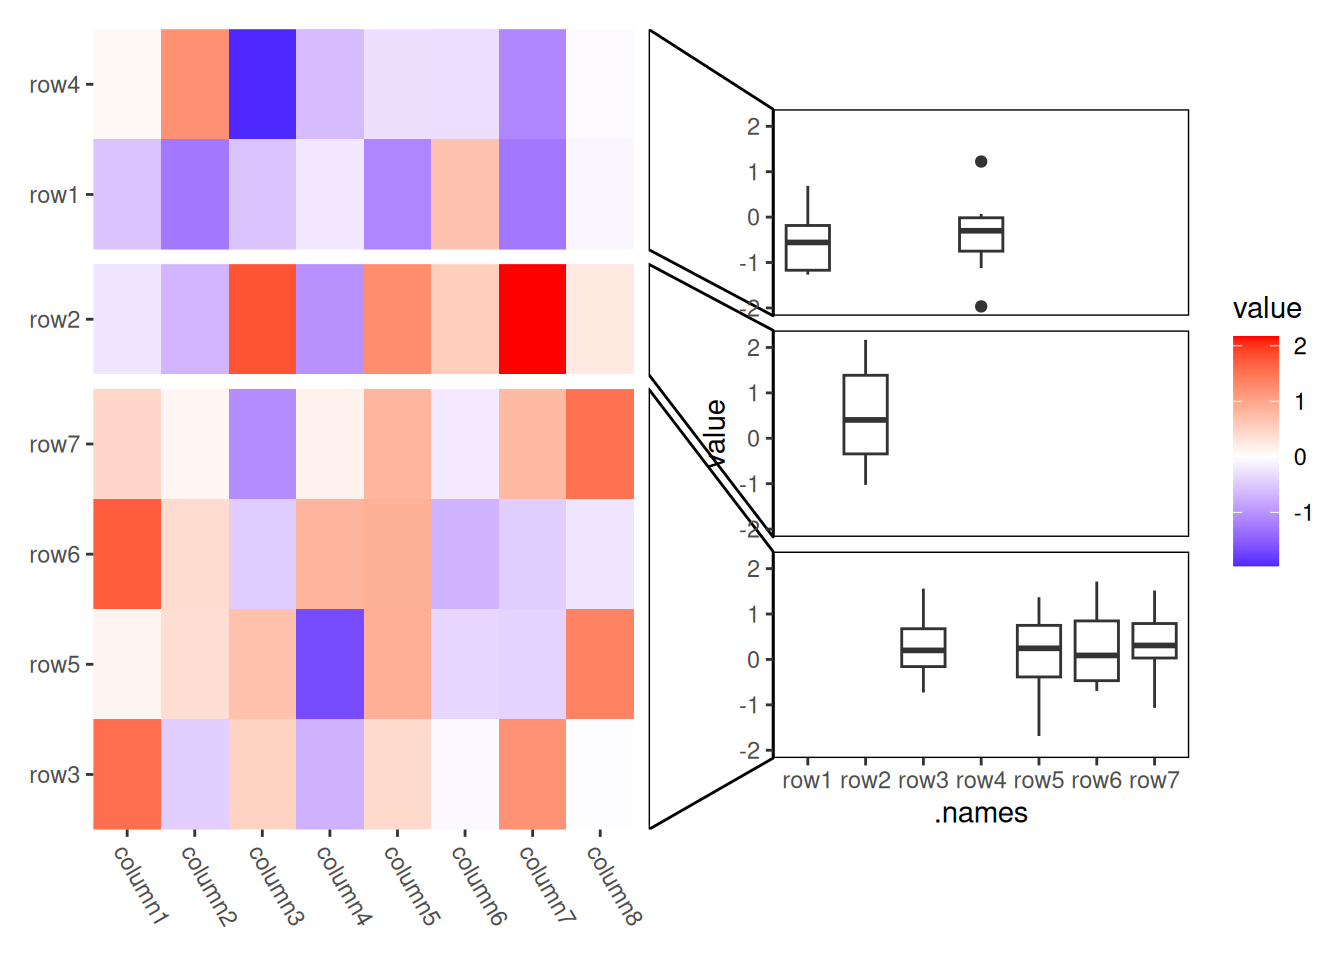 row4
row1
row2
row7
row6
row5
row3
column1
column2
column3
column4
column5
column6
column7
column8
value
2
1
0
-1
-2
2
1
0
-1
-2
2
1
0
-1
-2
row1 row2 row3 row4 row5 row6 row7
.names
value
2
1
0
-1